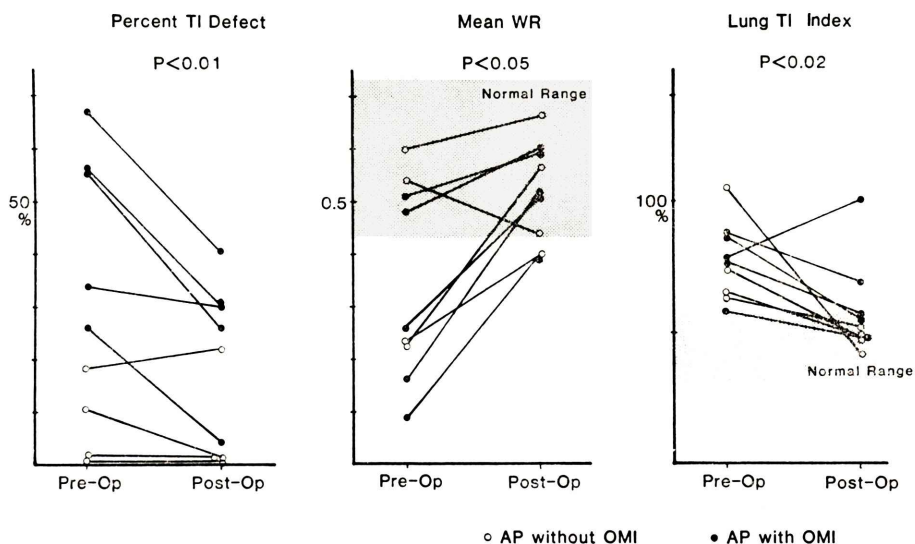 Percent Tl Defect
P<0.01
50
%
Pre-Op
Post-Op
Mean WR
P<0.05
Normal Range
0.5
Pre-Op
Post-Op
Lung Tl Index
P<0.02
100
%
Normal Range
Pre-Op
Post-Op
○ AP without OMI
● AP with OMI